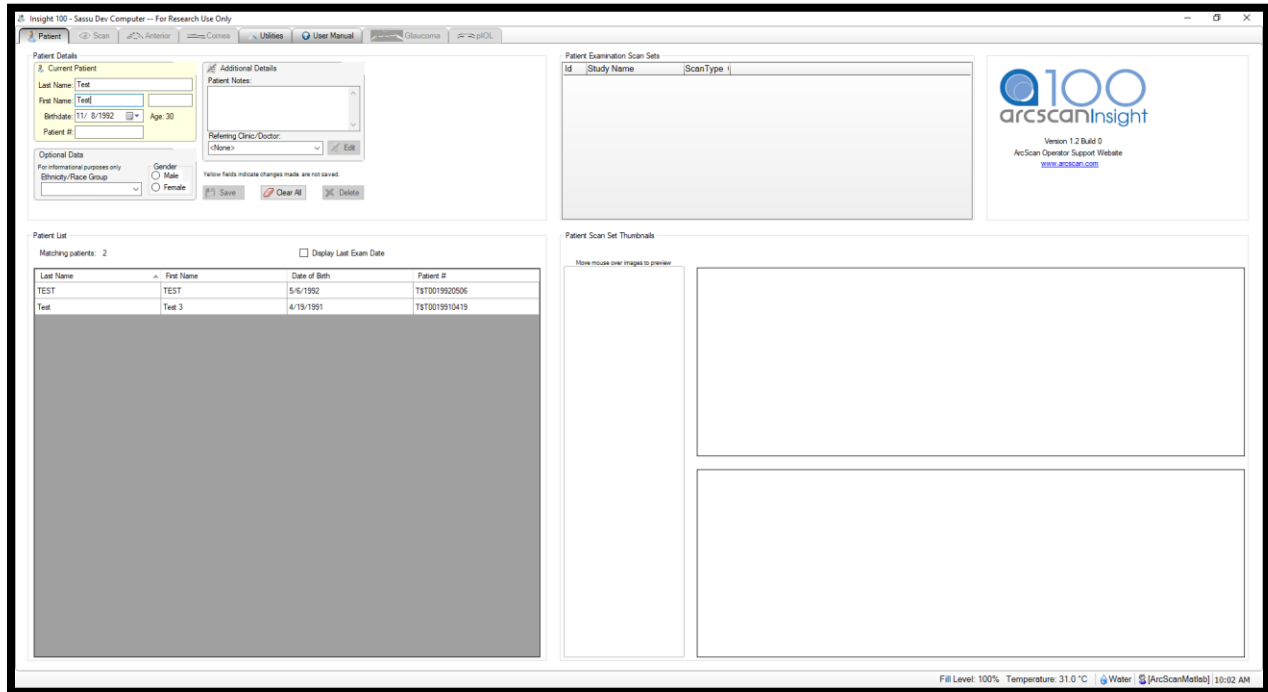 Insight 100 - Sassu Dev Computer -- For Research Use Only
Patient Scan Anterior Cornea Utilities User Manual Glaucoma pIOL
Patient Details
Current Patient
Last Name: Test
First Name: Test
Birthdate: 11/ 8/1992 Age: 30
Patient #:
Optional Data
For informational purposes only
Ethnicity/Race Group
Gender
Male
Female
Additional Details
Patient Notes:
Referring Clinic/Doctor:
<None> Edit
Yellow fields indicate changes made are not saved.
Save Clear All Delete
Patient Examination Scan Sets
Id Study Name ScanType
a100
arcscanInsight
Version 1.2 Build 0
ArcScan Operator Support Website
www.arcscan.com
Patient List
Matching patients: 2 Display Last Exam Date
Last Name First Name Date of Birth Patient #
TEST TEST 5/6/1992 T$T0019920506
Test Test 3 4/19/1991 T$T0019910419
Patient Scan Set Thumbnails
Move mouse over images to preview
Fill Level: 100% Temperature: 31.0 °C Water [ArcScanMatlab] 10:02 AM